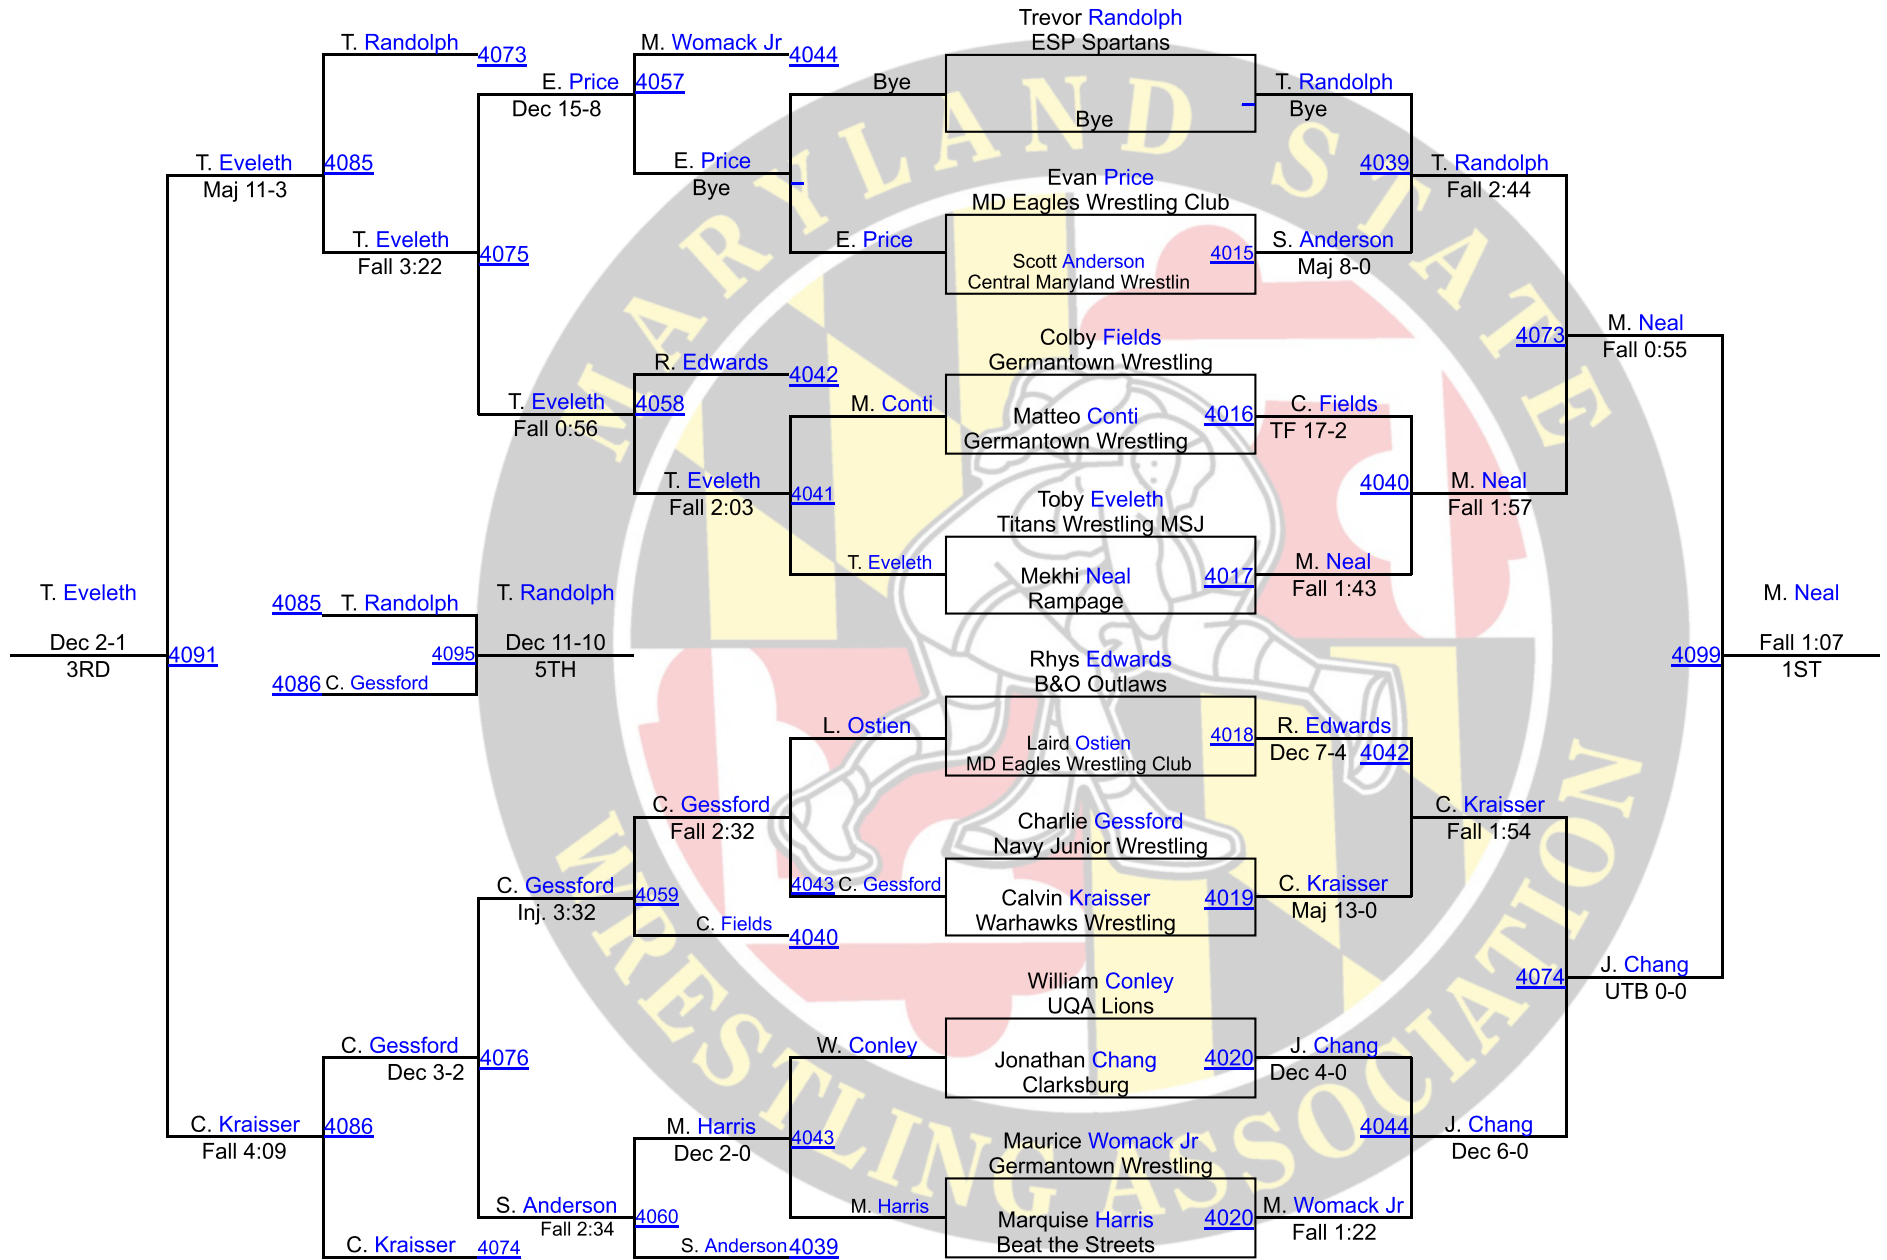 Trevor Randolph
ESP Spartans
T. Randolph
4073
M. Womack Jr
4044
E. Price
4057
Dec 15-8
Bye
Bye
T. Randolph
Bye
T. Eveleth
4085
Maj 11-3
E. Price
Bye
Evan Price
MD Eagles Wrestling Club
4039
T. Randolph
Fall 2:44
T. Eveleth
Fall 3:22
4075
E. Price
Scott Anderson
Central Maryland Wrestlin
4015
S. Anderson
Maj 8-0
Colby Fields
Germantown Wrestling
4073
M. Neal
Fall 0:55
R. Edwards
4042
T. Eveleth
4058
Fall 0:56
M. Conti
Matteo Conti
Germantown Wrestling
4016
C. Fields
TF 17-2
T. Eveleth
Fall 2:03
4041
Toby Eveleth
Titans Wrestling MSJ
4040
M. Neal
Fall 1:57
T. Eveleth
Mekhi Neal
Rampage
4017
M. Neal
Fall 1:43
T. Eveleth
Dec 2-1
3RD
4091
4085
T. Randolph
4095
4086
C. Gessford
T. Randolph
Dec 11-10
5TH
Rhys Edwards
B&O Outlaws
4099
M. Neal
Fall 1:07
1ST
L. Ostien
Laird Ostien
MD Eagles Wrestling Club
4018
R. Edwards
Dec 7-4
4042
C. Gessford
Fall 2:32
Charlie Gessford
Navy Junior Wrestling
C. Kraisser
Fall 1:54
C. Gessford
Inj. 3:32
4059
4043
C. Gessford
Calvin Kraisser
Warhawks Wrestling
4019
C. Kraisser
Maj 13-0
C. Fields
4040
William Conley
UQA Lions
4074
J. Chang
UTB 0-0
C. Gessford
Dec 3-2
4076
W. Conley
Jonathan Chang
Clarksburg
4020
J. Chang
Dec 4-0
C. Kraisser
Fall 4:09
4086
M. Harris
Dec 2-0
4043
Maurice Womack Jr
Germantown Wrestling
4044
J. Chang
Dec 6-0
S. Anderson
Fall 2:34
4060
M. Harris
Marquise Harris
Beat the Streets
4020
M. Womack Jr
Fall 1:22
C. Kraisser
4074
S. Anderson
4039
MARYLAND STATE
WRESTLING ASSOCIATION